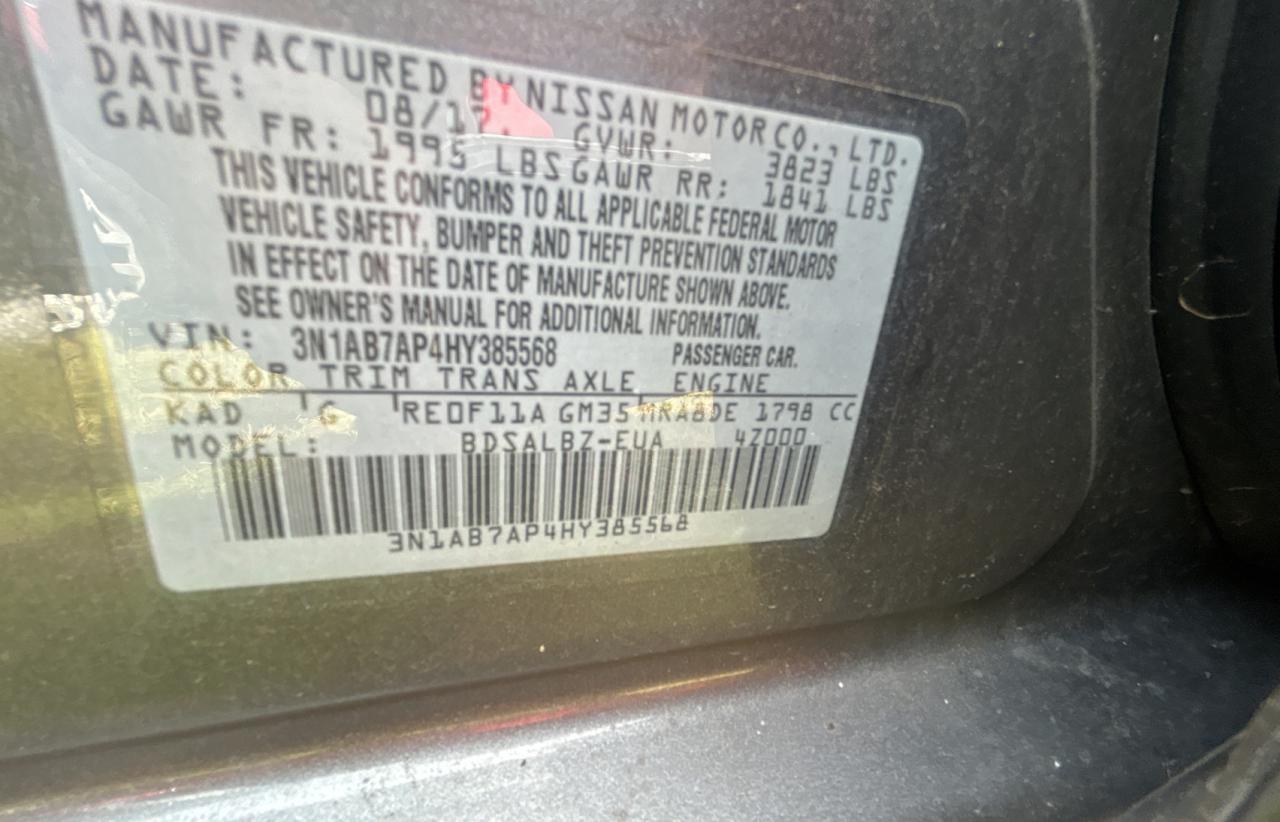 MANUFACTURED BY NISSAN MOTOR CO., LTD.
DATE: 08/17. GVWR: 3823 LBS
GAWR FR: 1995 LBS GAWR RR: 1841 LBS
THIS VEHICLE CONFORMS TO ALL APPLICABLE FEDERAL MOTOR
VEHICLE SAFETY, BUMPER AND THEFT PREVENTION STANDARDS
IN EFFECT ON THE DATE OF MANUFACTURE SHOWN ABOVE.
SEE OWNER'S MANUAL FOR ADDITIONAL INFORMATION.
VIN: 3N1AB7AP4HY385568 PASSENGER CAR.
COLOR TRIM TRANS AXLE ENGINE
KAD G RE0F11A GM35 MRA8DE 1798 CC
MODEL: BDSALBZ-EUA 4Z000
3N1AB7AP4HY385568